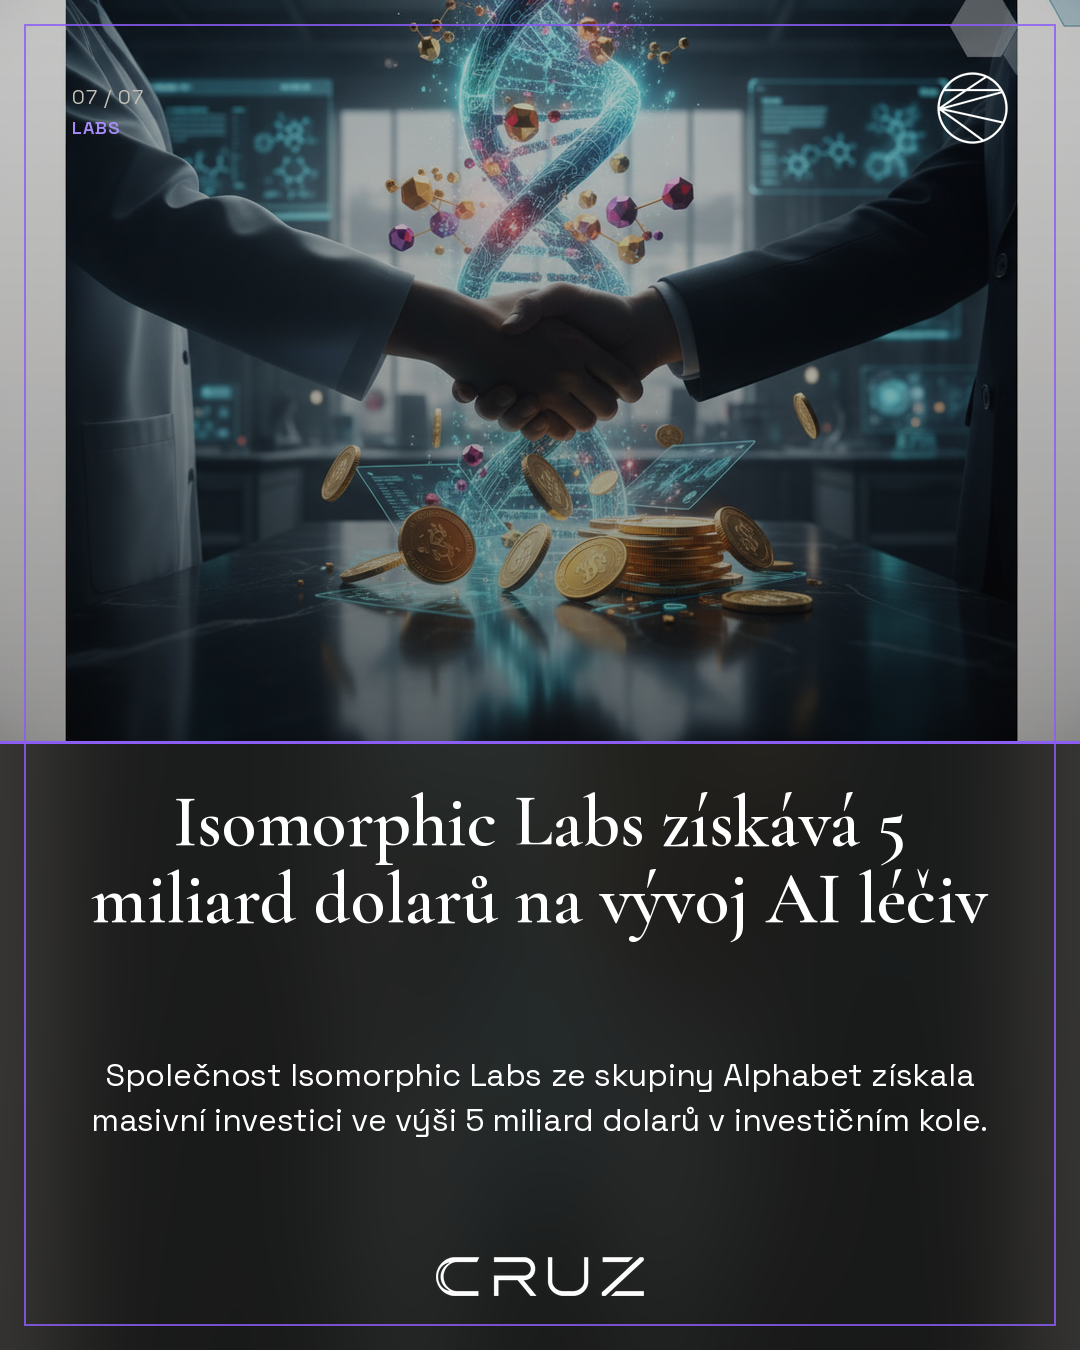 07 / 07
LABS
Isomorphic Labs získává 5
miliard dolarů na vývoj AI léčiv
Společnost Isomorphic Labs ze skupiny Alphabet získala
masivní investici ve výši 5 miliard dolarů v investičním kole.
CRUZ